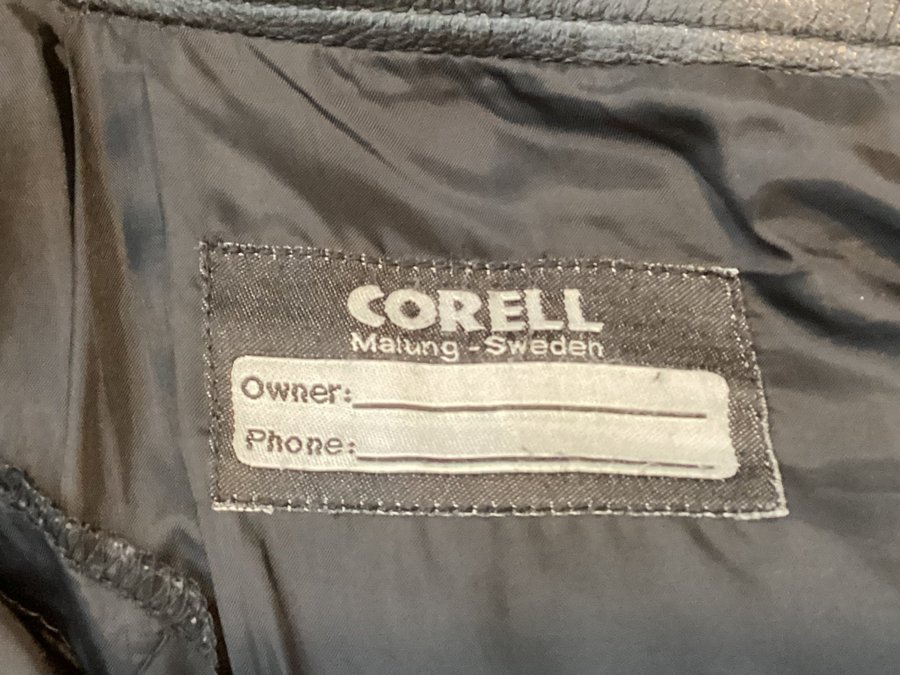 CORELL
Malung - Sweden
Owner:
Phone: